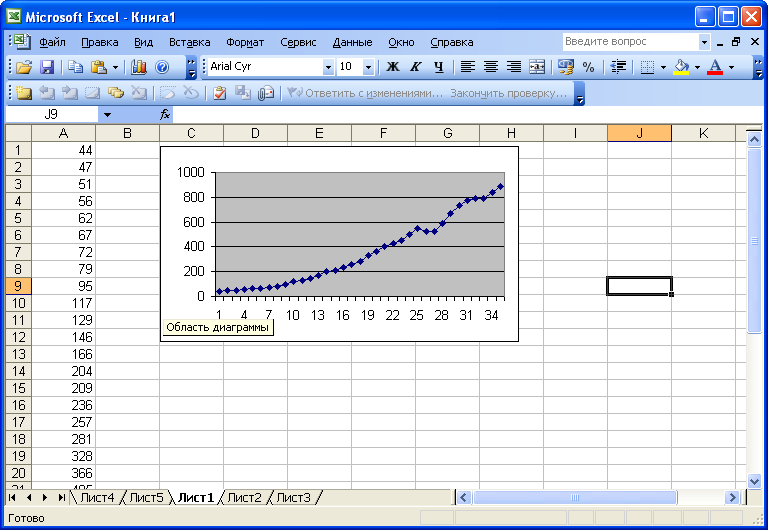 Microsoft Excel - Книга1
Файл Правка Вид Вставка Формат Сервис Данные Окно Справка Введите вопрос
Arial Cyr 10 Ж К Ч %
Ответить с изменениями... Закончить проверку...
J9 fx
A B C D E F G H I J K
1 44
2 47
3 51
4 56
5 62
6 67
7 72
8 79
9 95
10 117
11 129
12 146
13 166
14 204
15 209
16 236
17 257
18 281
19 328
20 366
1000
800
600
400
200
0
1 4 7 10 13 16 19 22 25 28 31 34
Область диаграммы
Лист4 Лист5 Лист1 Лист2 Лист3
Готово